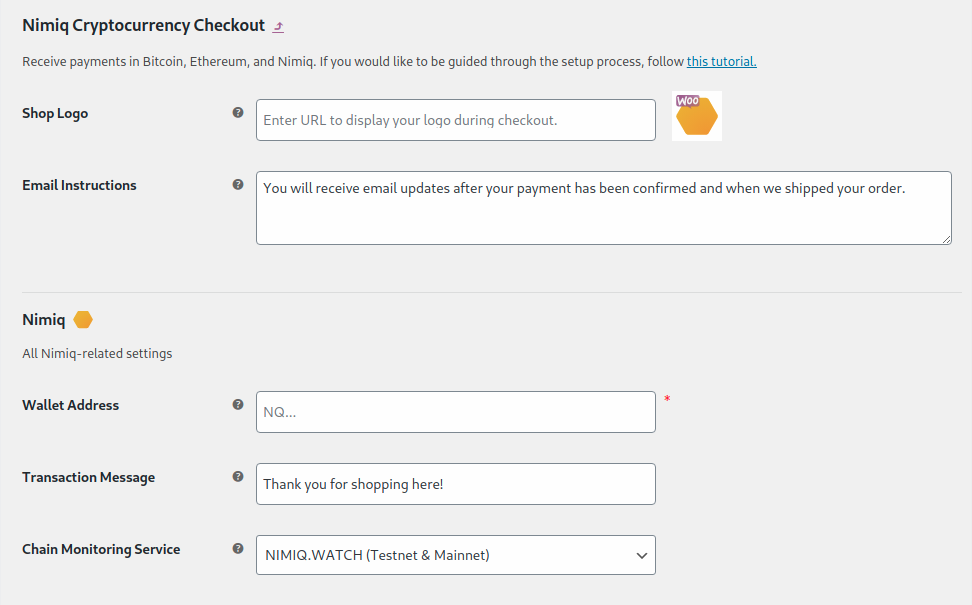 Nimiq Cryptocurrency Checkout
Receive payments in Bitcoin, Ethereum, and Nimiq. If you would like to be guided through the setup process, follow this tutorial.
Shop Logo
Enter URL to display your logo during checkout.
WOO
Email Instructions
You will receive email updates after your payment has been confirmed and when we shipped your order.
Nimiq
All Nimiq-related settings
Wallet Address
NQ...
*
Transaction Message
Thank you for shopping here!
Chain Monitoring Service
NIMIQ.WATCH (Testnet & Mainnet)